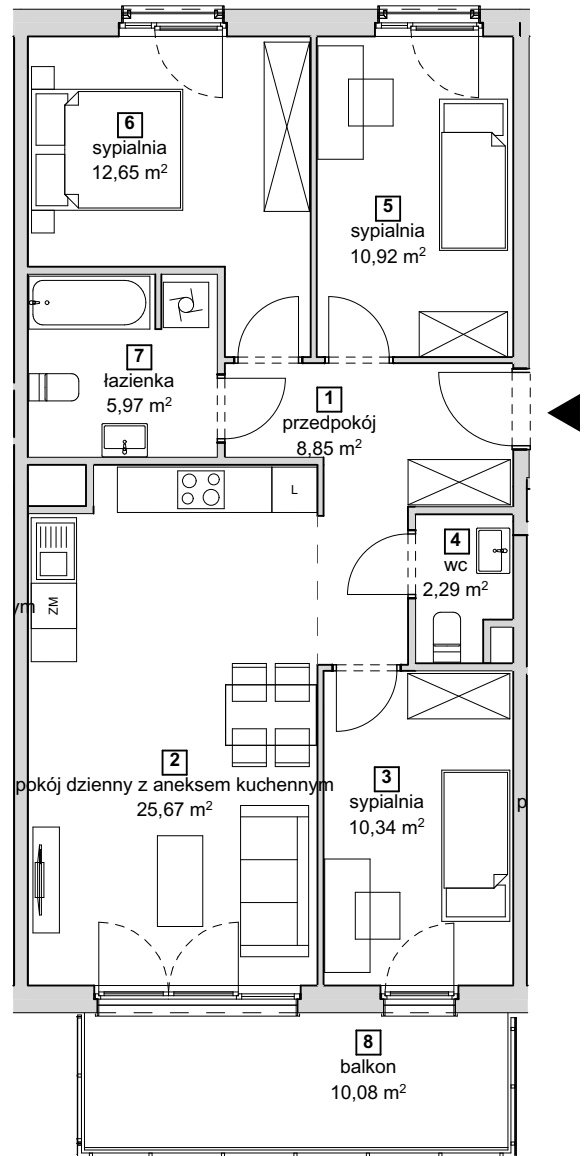 6
sypialnia
12,65 m²
5
sypialnia
10,92 m²
7
łazienka
5,97 m²
1
przedpokój
8,85 m²
L
4
wc
2,29 m²
ym
ZM
2
pokój dzienny z aneksem kuchennym
25,67 m²
3
sypialnia
10,34 m²
p
8
balkon
10,08 m²